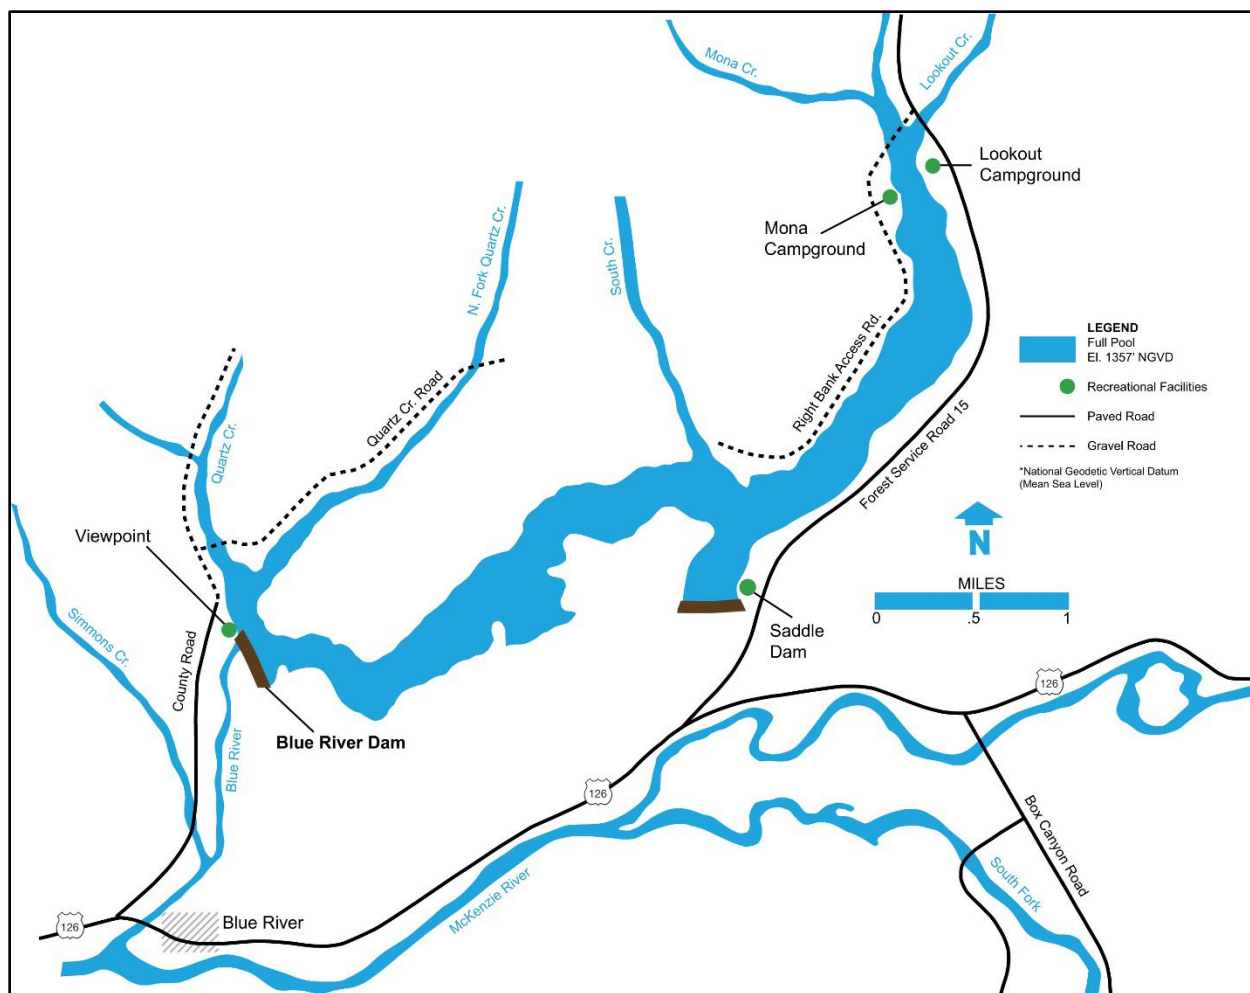 Mona Cr.
Lookout Cr.
Lookout
Campground
Mona
Campground
N. Fork Quartz Cr.
South Cr.
Quartz Cr.
Quartz Cr. Road
Right Bank Access Rd.
Forest Service Road 15
LEGEND
Full Pool
El. 1357' NGVD
Recreational Facilities
Paved Road
Gravel Road
*National Geodetic Vertical Datum
(Mean Sea Level)
N
MILES
0 .5 1
Viewpoint
Simmons Cr.
County Road
Blue River
Blue River Dam
Saddle
Dam
126
126
126
Box Canyon Road
South Fork
McKenzie River
Blue River